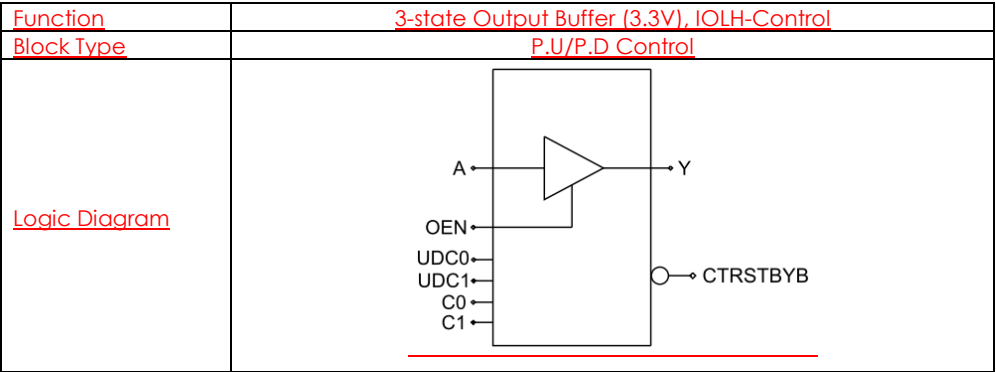 Function
3-state Output Buffer (3.3V), IOLH-Control
Block Type
P.U/P.D Control
Logic Diagram
A
Y
OEN
UDC0
UDC1
CTRSTBYB
C0
C1